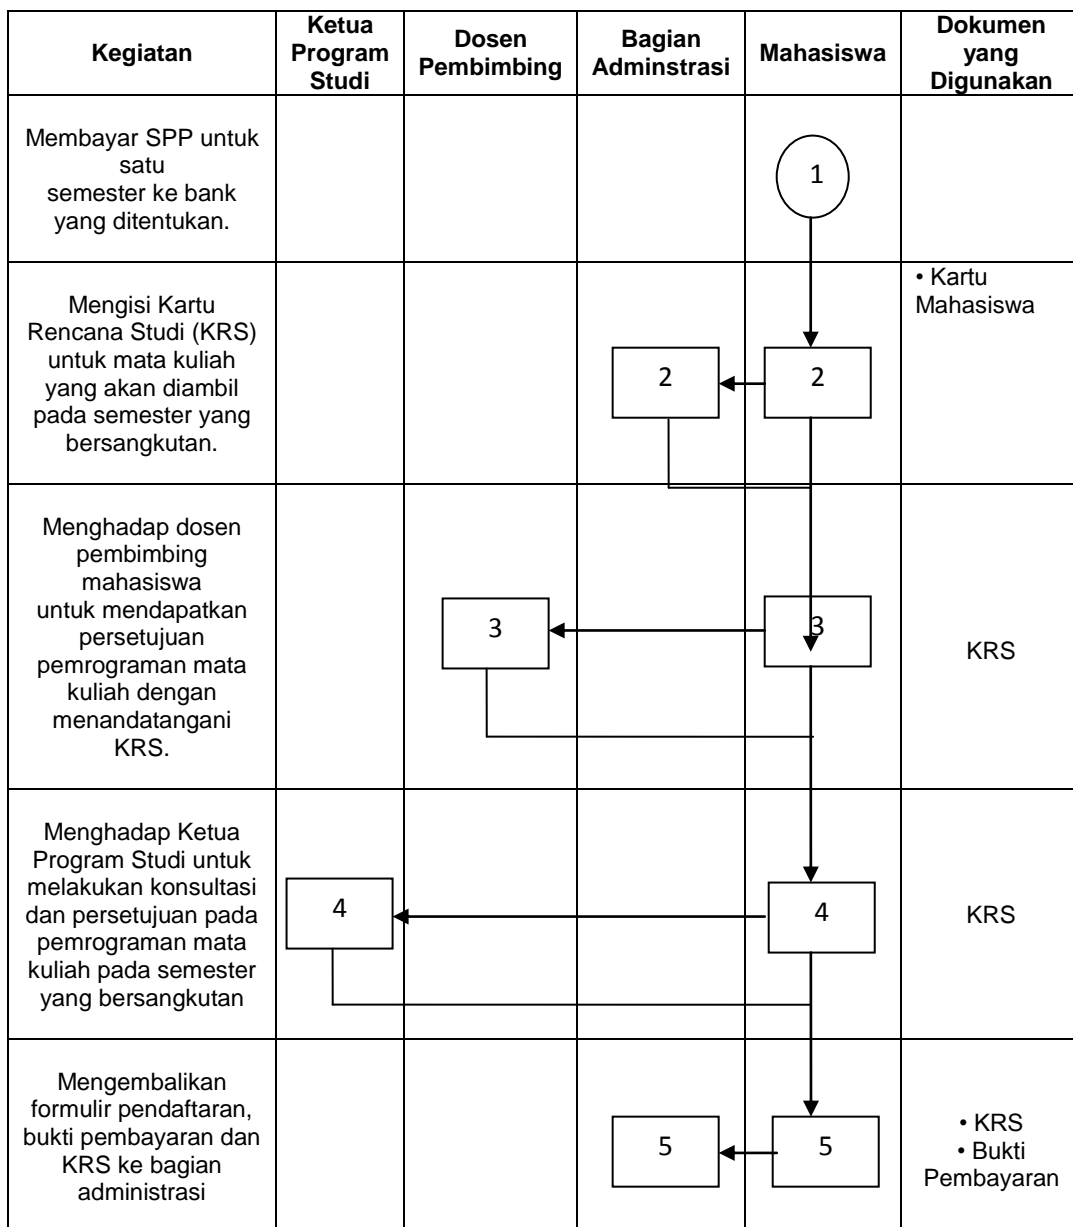 Kegiatan
Ketua
Program
Studi
Dosen
Pembimbing
Bagian
Adminstrasi
Mahasiswa
Dokumen
yang
Digunakan
Membayar SPP untuk
satu
semester ke bank
yang ditentukan.
1
Mengisi Kartu
Rencana Studi (KRS)
untuk mata kuliah
yang akan diambil
pada semester yang
bersangkutan.
2
2
• Kartu
Mahasiswa
Menghadap dosen
pembimbing
mahasiswa
untuk mendapatkan
persetujuan
pemrograman mata
kuliah dengan
menandatangani
KRS.
3
3
KRS
Menghadap Ketua
Program Studi untuk
melakukan konsultasi
dan persetujuan pada
pemrograman mata
kuliah pada semester
yang bersangkutan
4
4
KRS
Mengembalikan
formulir pendaftaran,
bukti pembayaran dan
KRS ke bagian
administrasi
5
5
• KRS
• Bukti
Pembayaran